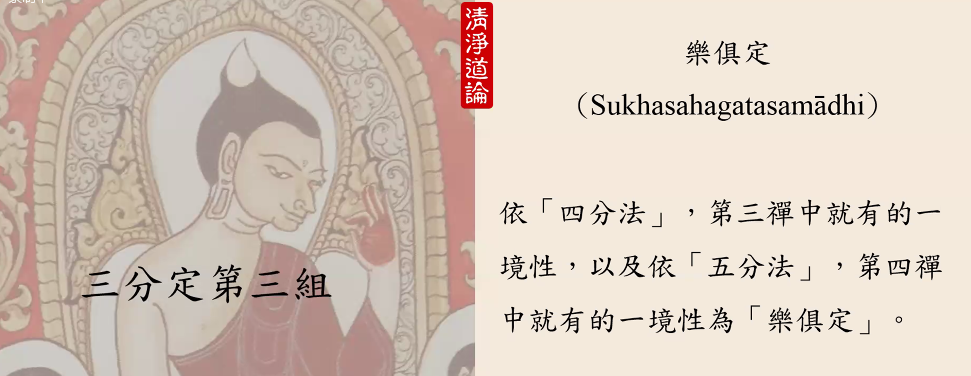 清淨道論
三分定第三組
樂俱定
（Sukhasahagatasamādhi）
依「四分法」，第三禪中就有的一
境性，以及依「五分法」，第四禪
中就有的一境性為「樂俱定」。